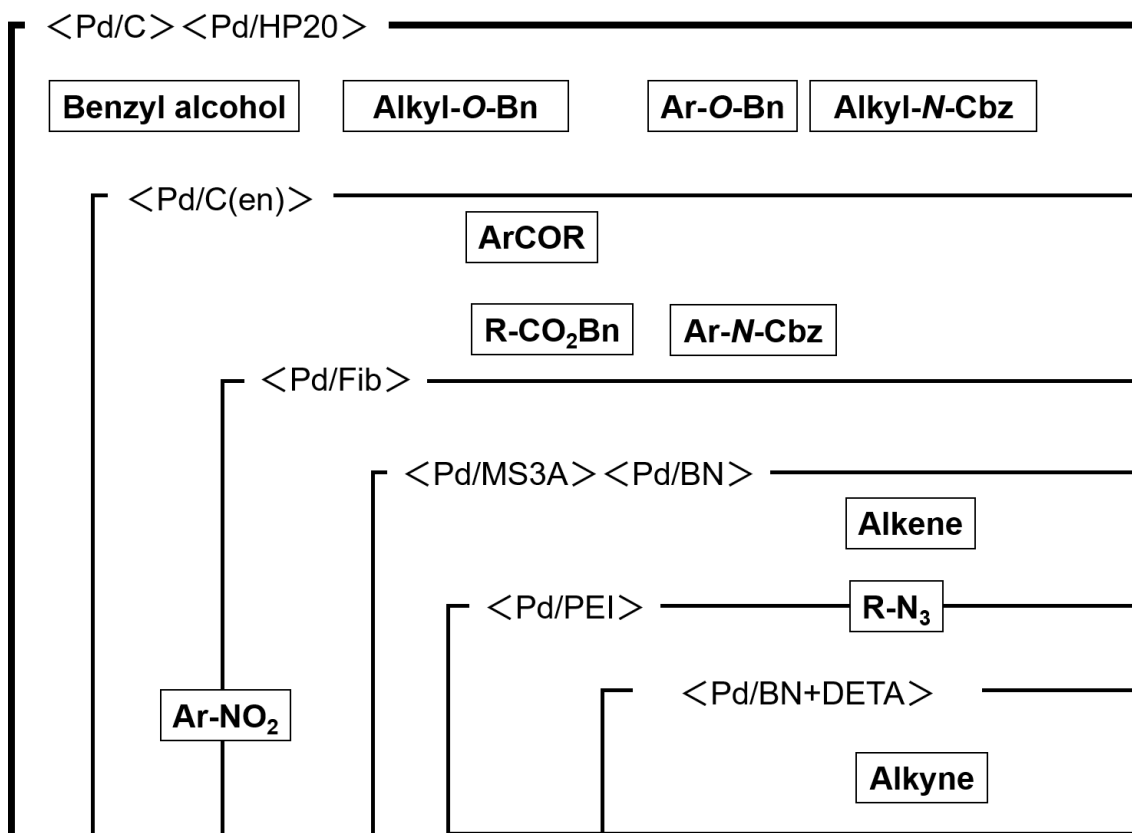 ＜Pd/C＞＜Pd/HP20＞
Benzyl alcohol Alkyl-O-Bn Ar-O-Bn Alkyl-N-Cbz
＜Pd/C(en)＞
ArCOR
R-CO₂Bn Ar-N-Cbz
＜Pd/Fib＞
＜Pd/MS3A＞＜Pd/BN＞
Alkene
＜Pd/PEI＞ R-N₃
＜Pd/BN+DETA＞
Ar-NO₂
Alkyne